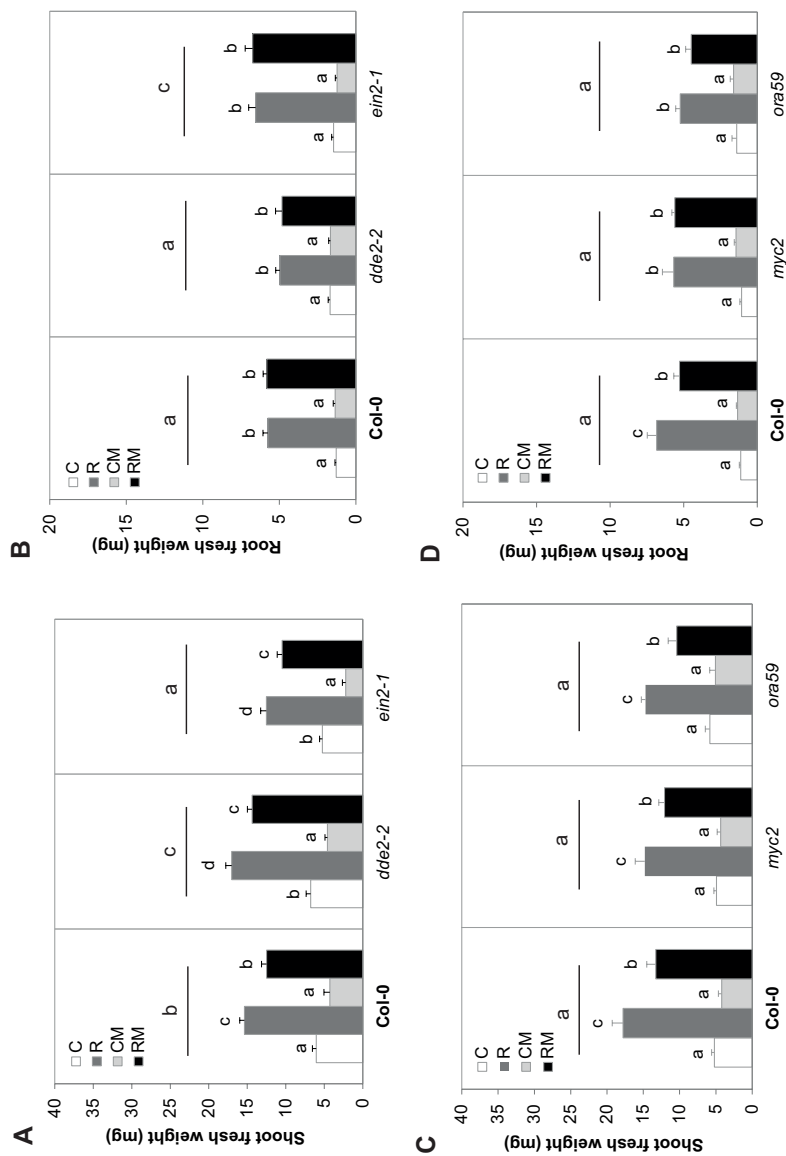 A
Shoot fresh weight (mg)
40
35
30
25
20
15
10
5
0
C
R
CM
RM
b
c
a
a c a b
b d a c
b d a c
Col-0
dde2-2
ein2-1
B
Root fresh weight (mg)
20
15
10
5
0
C
R
CM
RM
a
a
c
a b a b
a b a b
a b a b
Col-0
dde2-2
ein2-1
C
Shoot fresh weight (mg)
40
35
30
25
20
15
10
5
0
C
R
CM
RM
a
a
a
a c a b
a c a b
a c a b
Col-0
myc2
ora59
D
Root fresh weight (mg)
20
15
10
5
0
C
R
CM
RM
a
a
a
a c a b
a b a b
a b a b
Col-0
myc2
ora59